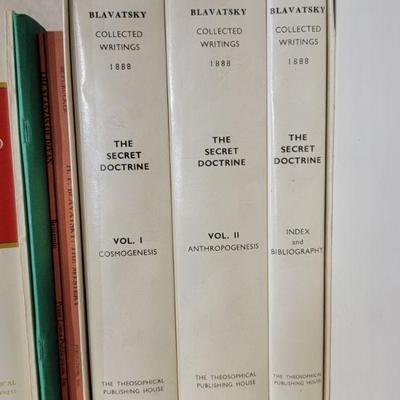 BLAVATSKY
COLLECTED
WRITINGS
1888
THE
SECRET
DOCTRINE
VOL. I
COSMOGENESIS
THE THEOSOPHICAL
PUBLISHING HOUSE
BLAVATSKY
COLLECTED
WRITINGS
1888
THE
SECRET
DOCTRINE
VOL. II
ANTHROPOGENESIS
THE THEOSOPHICAL
PUBLISHING HOUSE
BLAVATSKY
COLLECTED
WRITINGS
1888
THE
SECRET
DOCTRINE
INDEX
and
BIBLIOGRAPHY
THE THEOSOPHICAL
PUBLISHING HOUSE